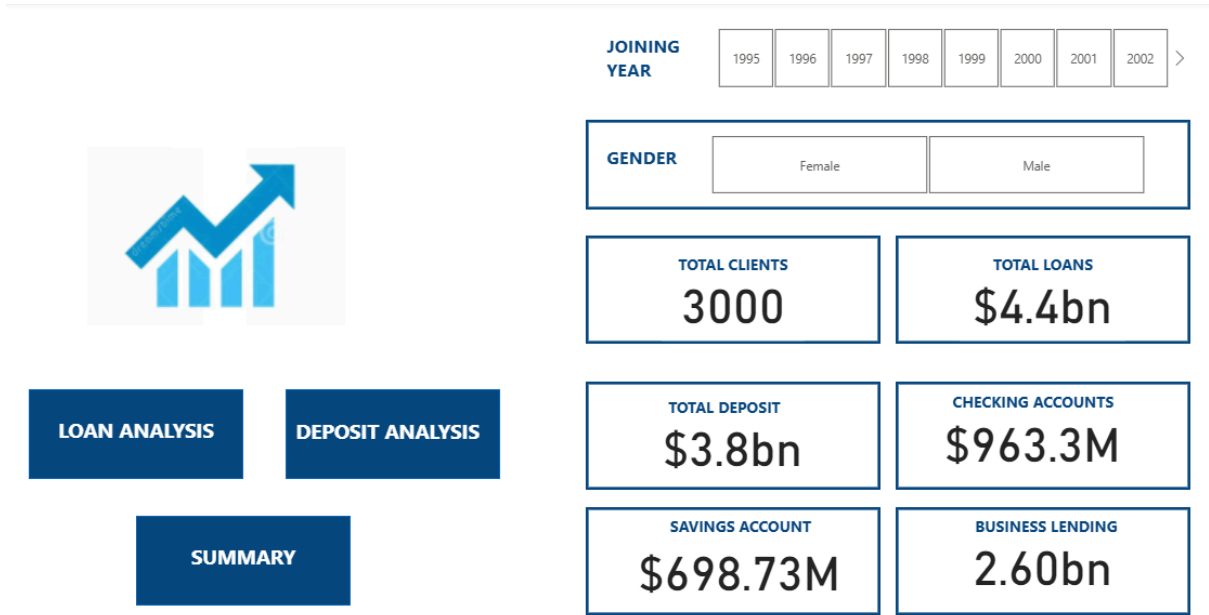 JOINING
YEAR
1995 1996 1997 1998 1999 2000 2001 2002
GENDER
Female Male
TOTAL CLIENTS
3000
TOTAL LOANS
$4.4bn
TOTAL DEPOSIT
$3.8bn
CHECKING ACCOUNTS
$963.3M
LOAN ANALYSIS
DEPOSIT ANALYSIS
SAVINGS ACCOUNT
$698.73M
BUSINESS LENDING
2.60bn
SUMMARY
dreamstime